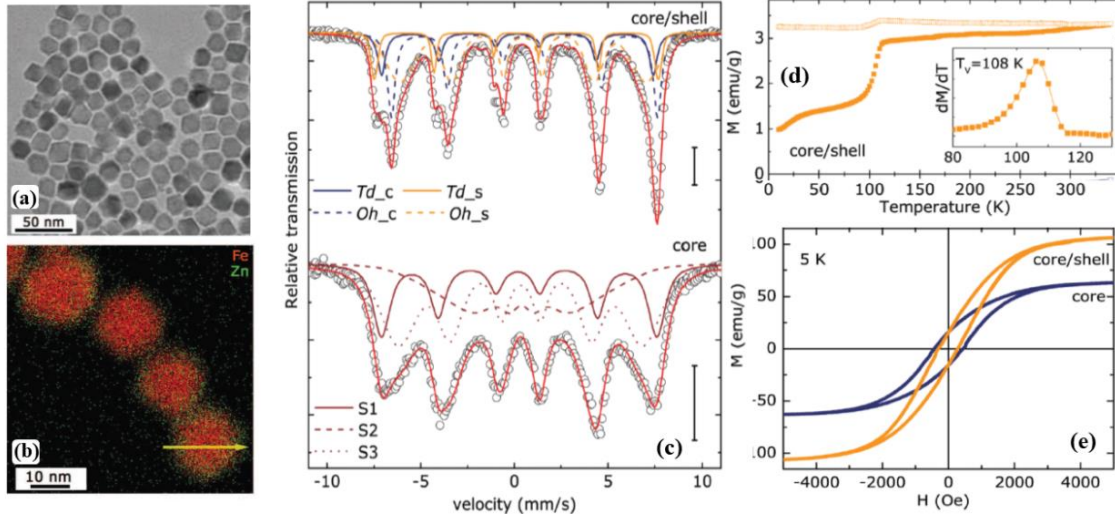 (a)
50 nm
Fe
Zn
(b)
10 nm
core/shell
Td_c
Td_s
Oh_c
Oh_s
Relative transmission
core
S1
S2
S3
(c)
-10
-5
0
5
10
velocity (mm/s)
(d)
4
3
2
1
0
M (emu/g)
core/shell
0
50
100
150
200
250
300
Temperature (K)
TV=108 K
dM/dT
80
100
120
5 K
core/shell
core
100
50
0
-50
100
M (emu/g)
(e)
-4000
-2000
0
2000
4000
H (Oe)